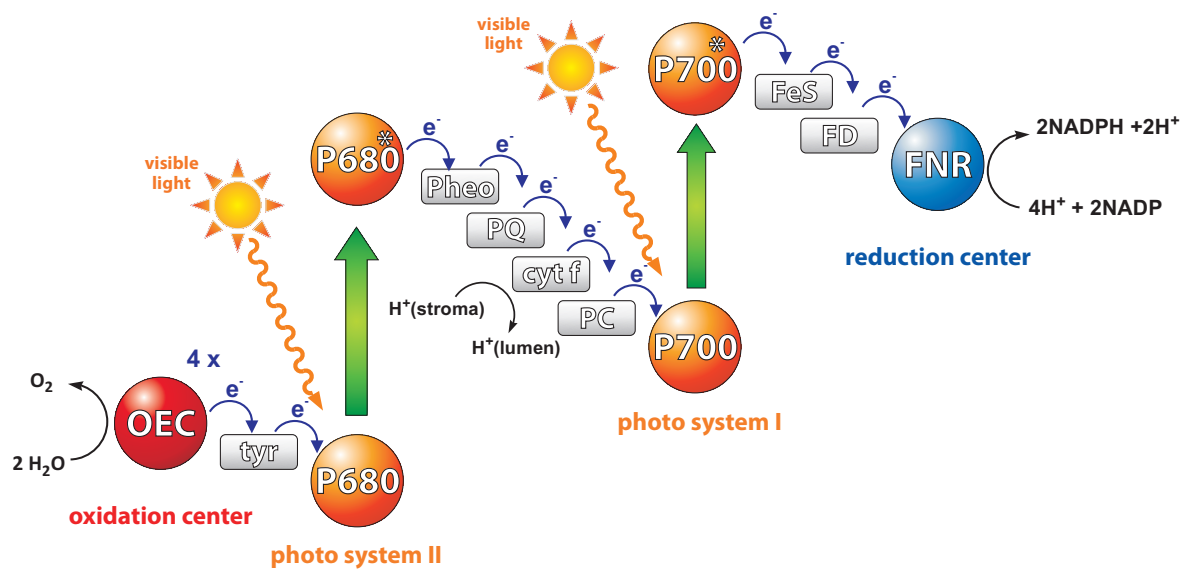 visible
light
e⁻
P700*
e⁻
FeS
e⁻
FD
FNR
2NADPH +2H⁺
4H⁺ + 2NADP
reduction center
visible
light
P680*
e⁻
Pheo
e⁻
PQ
e⁻
cyt f
e⁻
PC
e⁻
P700
H⁺(stroma)
H⁺(lumen)
photo system I
4 x
O₂
OEC
2 H₂O
e⁻
tyr
e⁻
P680
oxidation center
photo system II